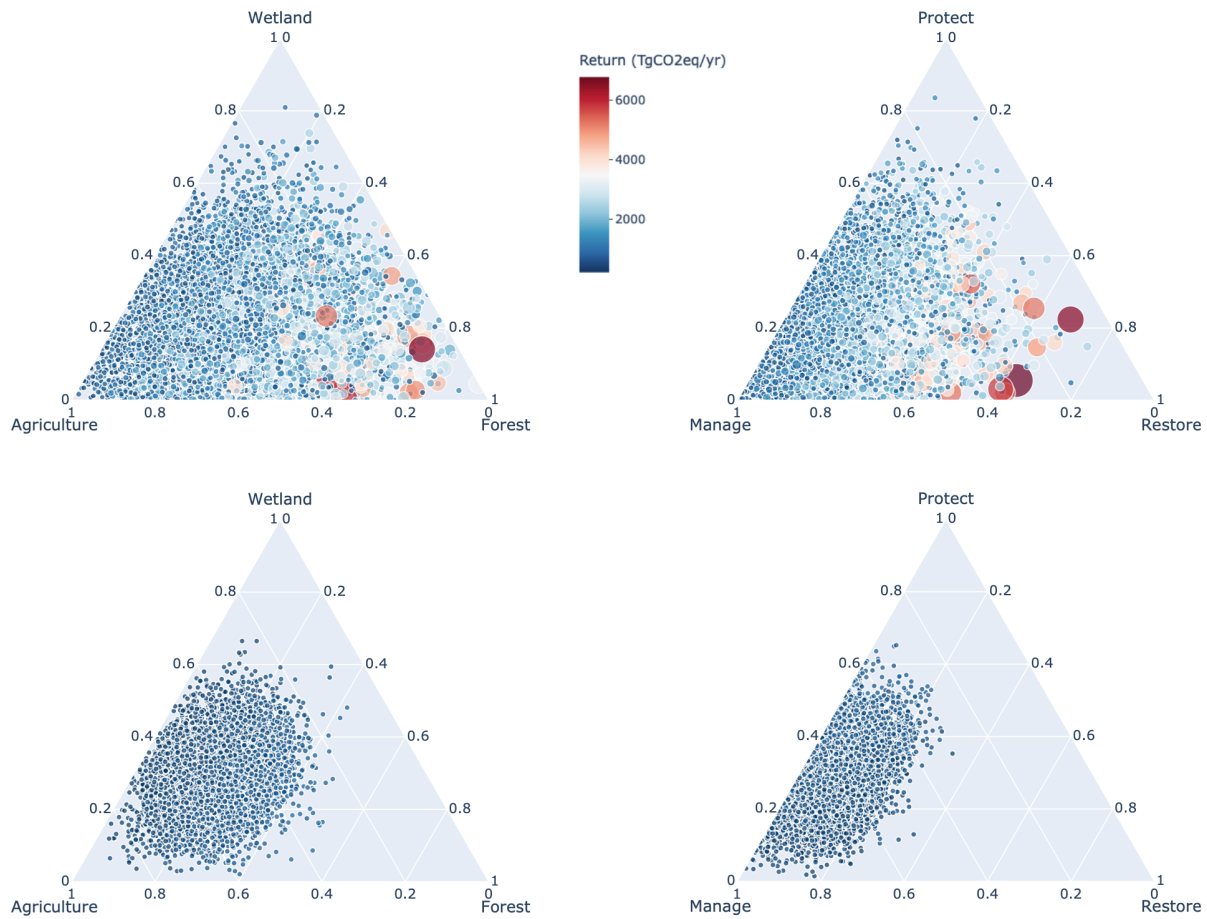 Wetland
1 0
0.8 0.2
0.6 0.4
0.4 0.6
0.2 0.8
0 1
1 0.8 0.6 0.4 0.2 0
Agriculture Forest
Return (TgCO2eq/yr)
6000
4000
2000
Protect
1 0
0.8 0.2
0.6 0.4
0.4 0.6
0.2 0.8
0 1
1 0.8 0.6 0.4 0.2 0
Manage Restore
Wetland
1 0
0.8 0.2
0.6 0.4
0.4 0.6
0.2 0.8
0 1
1 0.8 0.6 0.4 0.2 0
Agriculture Forest
Protect
1 0
0.8 0.2
0.6 0.4
0.4 0.6
0.2 0.8
0 1
1 0.8 0.6 0.4 0.2 0
Manage Restore